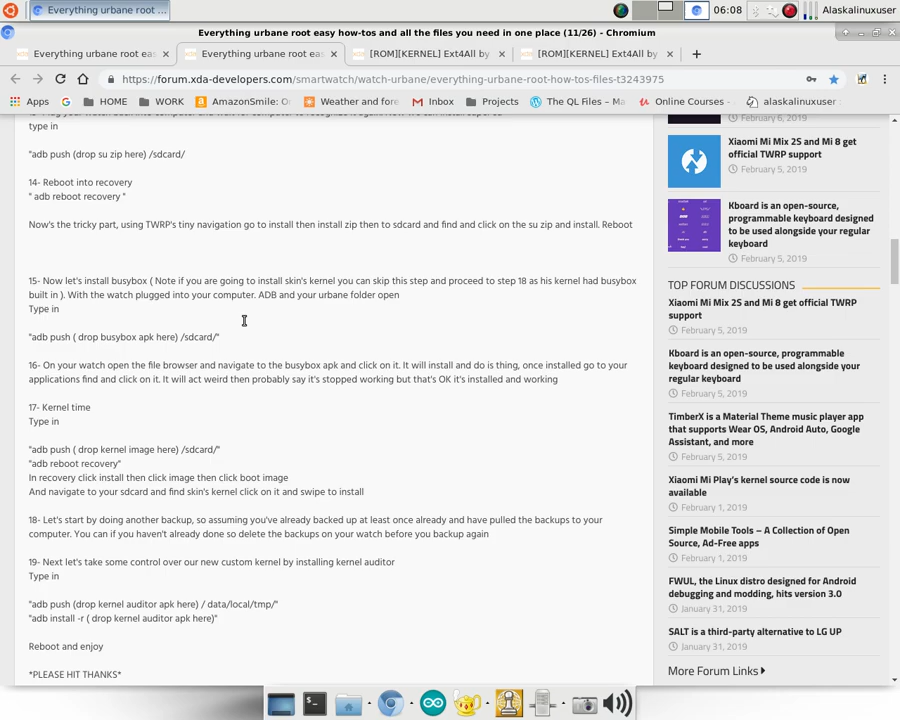 Everything urbane root ...
06:08
Alaskalinuxuser
Everything urbane root easy how-tos and all the files you need in one place (11/26) - Chromium
Everything urbane root eas
Everything urbane root eas
[ROM][KERNEL] Ext4All by
[ROM][KERNEL] Ext4All by
https://forum.xda-developers.com/smartwatch/watch-urbane/everything-urbane-root-how-tos-files-t3243975
Apps
HOME
WORK
AmazonSmile: O
Weather and fore
Inbox
Projects
The QL Files – Ma
Online Courses -
alaskalinuxuser
type in
"adb push (drop su zip here) /sdcard/
14- Reboot into recovery
" adb reboot recovery "
Now's the tricky part, using TWRP's tiny navigation go to install then install zip then to sdcard and find and click on the su zip and install. Reboot
15- Now let's install busybox ( Note if you are going to install skin's kernel you can skip this step and proceed to step 18 as his kernel had busybox
built in ). With the watch plugged into your computer. ADB and your urbane folder open
Type in
"adb push ( drop busybox apk here) /sdcard/"
16- On your watch open the file browser and navigate to the busybox apk and click on it. It will install and do is thing, once installed go to your
applications find and click on it. It will act weird then probably say it's stopped working but that's OK it's installed and working
17- Kernel time
Type in
"adb push ( drop kernel image here) /sdcard/"
"adb reboot recovery"
In recovery click install then click image then click boot image
And navigate to your sdcard and find skin's kernel click on it and swipe to install
18- Let's start by doing another backup, so assuming you've already backed up at least once already and have pulled the backups to your
computer. You can if you haven't already done so delete the backups on your watch before you backup again
19- Next let's take some control over our new custom kernel by installing kernel auditor
Type in
"adb push (drop kernel auditor apk here) / data/local/tmp/"
"adb install -r ( drop kernel auditor apk here)"
Reboot and enjoy
*PLEASE HIT THANKS*
February 6, 2019
Xiaomi Mi Mix 2S and Mi 8 get
official TWRP support
February 5, 2019
Kboard is an open-source,
programmable keyboard designed
to be used alongside your regular
keyboard
February 5, 2019
TOP FORUM DISCUSSIONS
Xiaomi Mi Mix 2S and Mi 8 get official TWRP
support
February 5, 2019
Kboard is an open-source, programmable
keyboard designed to be used alongside your
regular keyboard
February 5, 2019
TimberX is a Material Theme music player app
that supports Wear OS, Android Auto, Google
Assistant, and more
February 5, 2019
Xiaomi Mi Play's kernel source code is now
available
February 1, 2019
Simple Mobile Tools – A Collection of Open
Source, Ad-Free apps
February 1, 2019
FWUL, the Linux distro designed for Android
debugging and modding, hits version 3.0
January 31, 2019
SALT is a third-party alternative to LG UP
January 31, 2019
More Forum Links